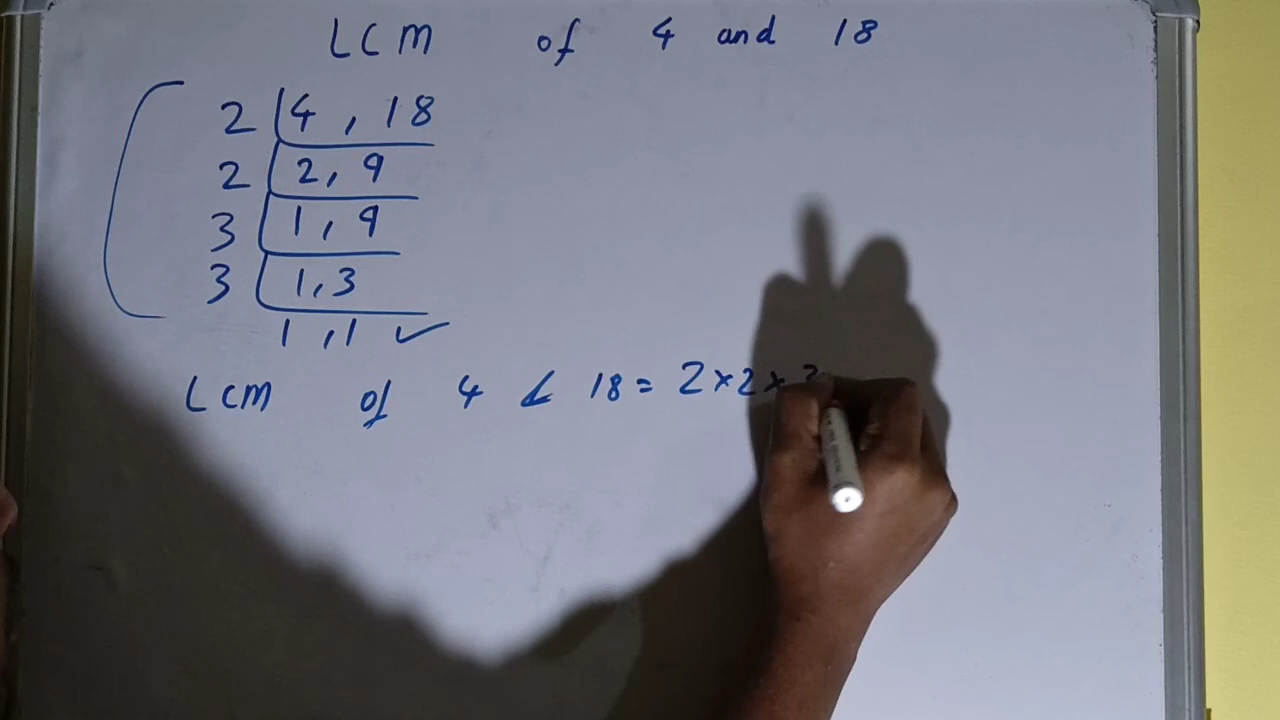 LCM of 4 and 18
2 4 , 18
2 2 , 9
3 1 , 9
3 1 , 3
1 , 1 ✓
LCM of 4 & 18 = 2 × 2 ×